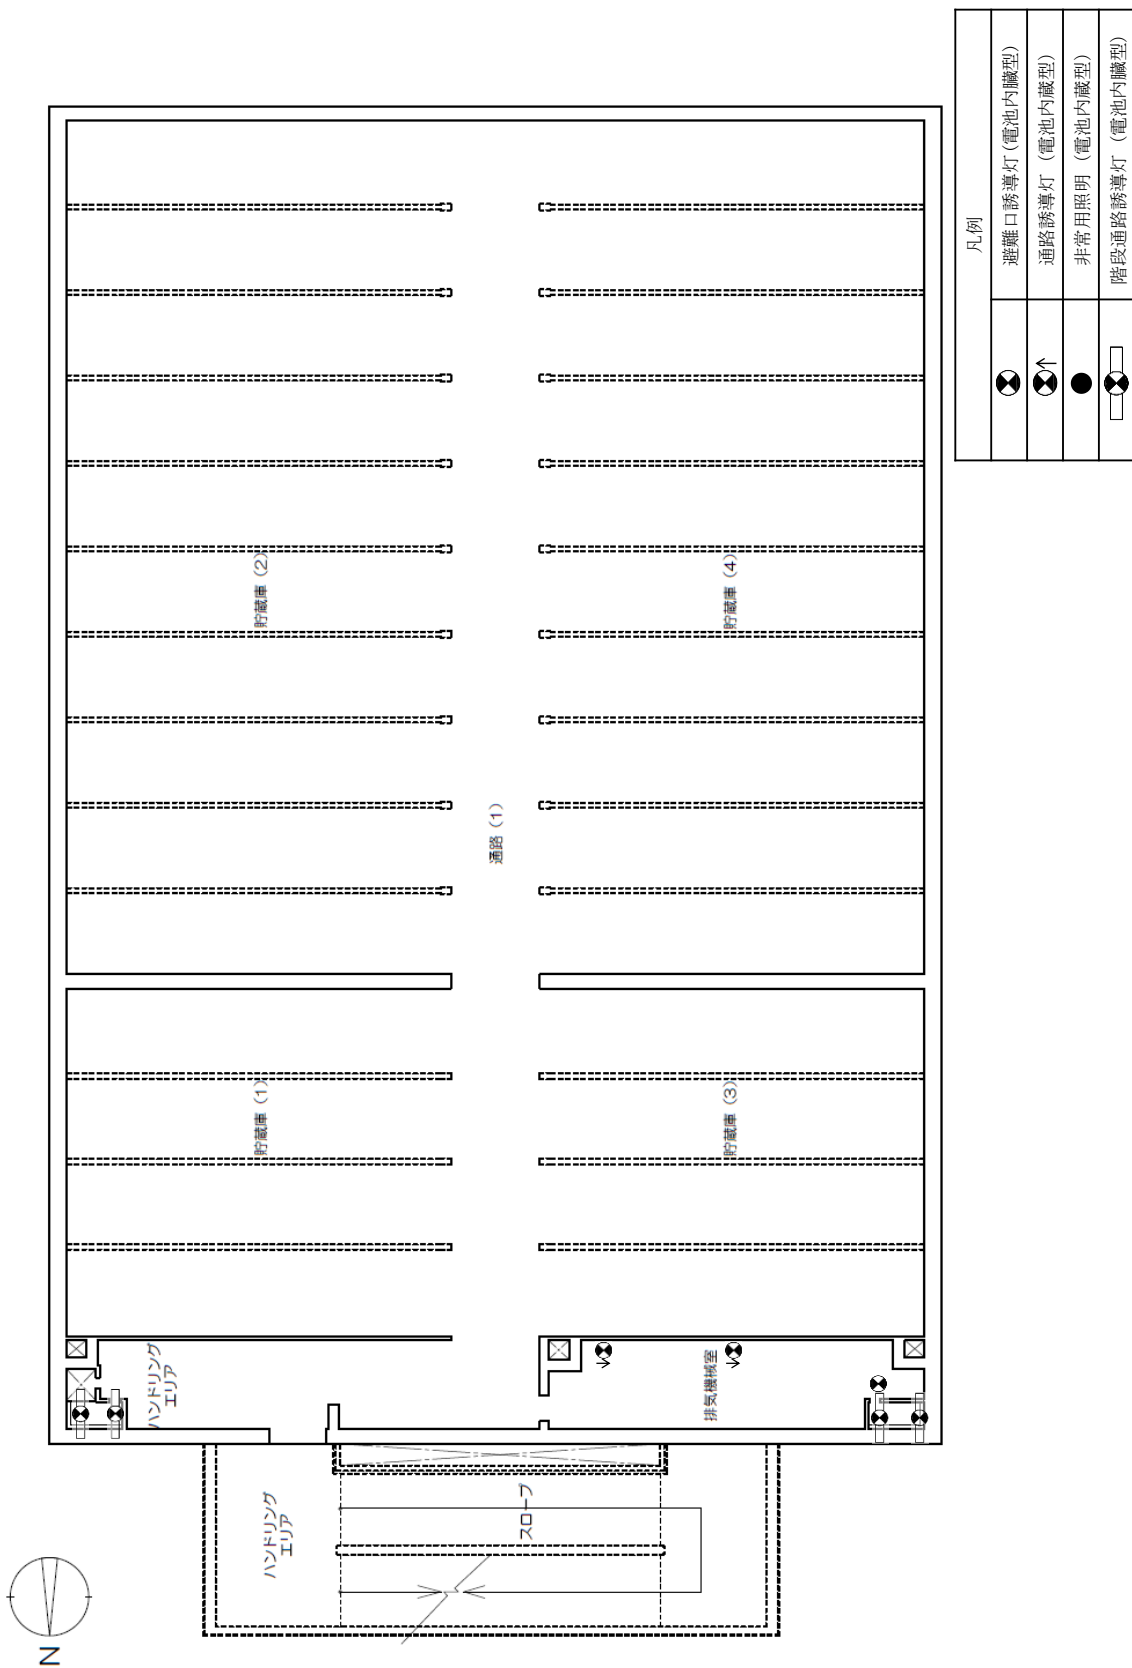 凡例
避難口誘導灯(電池内臓型)
通路誘導灯 (電池内蔵型)
非常用照明 (電池内蔵型)
階段通路誘導灯 (電池内臓型)
貯蔵庫 (2)
貯蔵庫 (4)
通路 (1)
貯蔵庫 (1)
貯蔵庫 (3)
ハンドリング
エリア
排気機械室
ハンドリング
エリア
スロープ
N